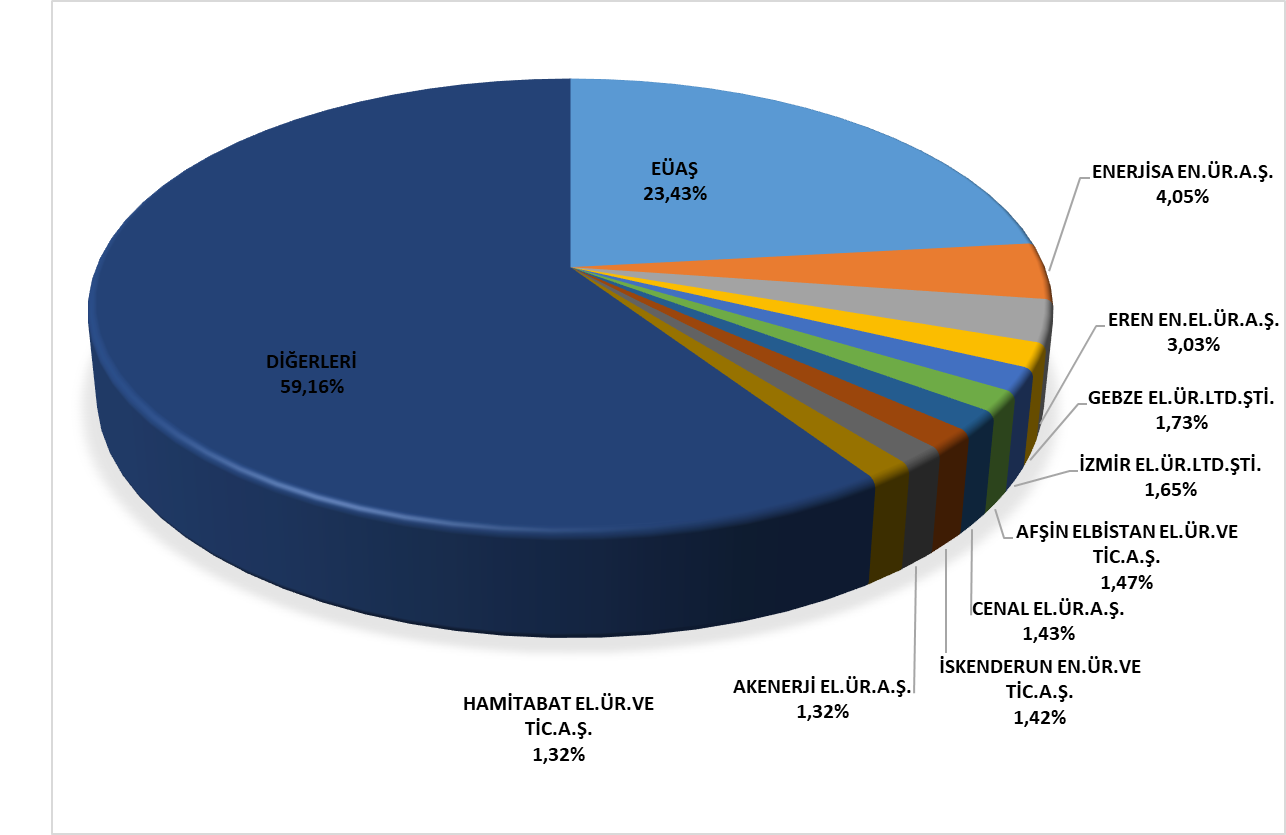 EÜAŞ
23,43%
ENERJİSA EN.ÜR.A.Ş.
4,05%
EREN EN.EL.ÜR.A.Ş.
3,03%
GEBZE EL.ÜR.LTD.ŞTİ.
1,73%
İZMİR EL.ÜR.LTD.ŞTİ.
1,65%
AFŞİN ELBİSTAN EL.ÜR.VE
TİC.A.Ş.
1,47%
CENAL EL.ÜR.A.Ş.
1,43%
İSKENDERUN EN.ÜR.VE
TİC.A.Ş.
1,42%
AKENERJİ EL.ÜR.A.Ş.
1,32%
HAMİTABAT EL.ÜR.VE
TİC.A.Ş.
1,32%
DİĞERLERİ
59,16%